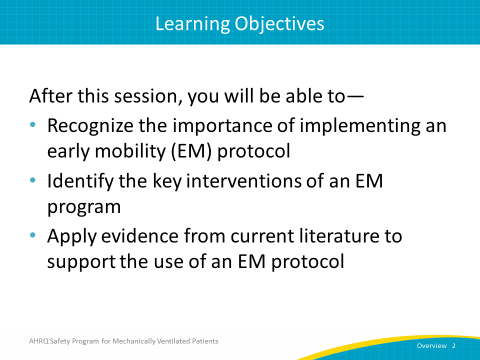 Learning Objectives
After this session, you will be able to—
• Recognize the importance of implementing an
early mobility (EM) protocol
• Identify the key interventions of an EM
program
• Apply evidence from current literature to
support the use of an EM protocol
AHRQ Safety Program for Mechanically Ventilated Patients
Overview 2